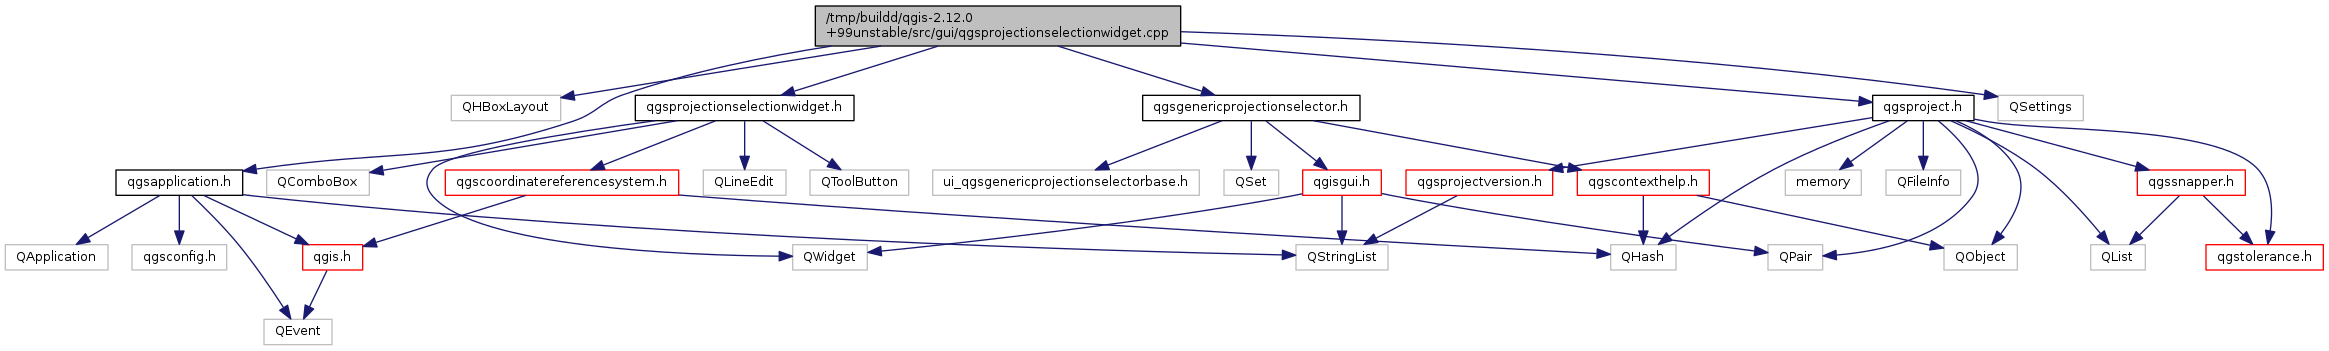 /tmp/buildd/qgis-2.12.0
+99unstable/src/gui/qgsprojectionselectionwidget.cpp
QHBoxLayout
qgsprojectionselectionwidget.h
qgsgenericprojectionselector.h
qgsproject.h
QSettings
qgsapplication.h
QComboBox
qgscoordinatereferencesystem.h
QLineEdit
QToolButton
ui_qgsgenericprojectionselectorbase.h
QSet
qgisgui.h
qgsprojectversion.h
qgscontexthelp.h
memory
QFileInfo
qgssnapper.h
QApplication
qgsconfig.h
qgis.h
QWidget
QStringList
QHash
QPair
QObject
QList
qgstolerance.h
QEvent